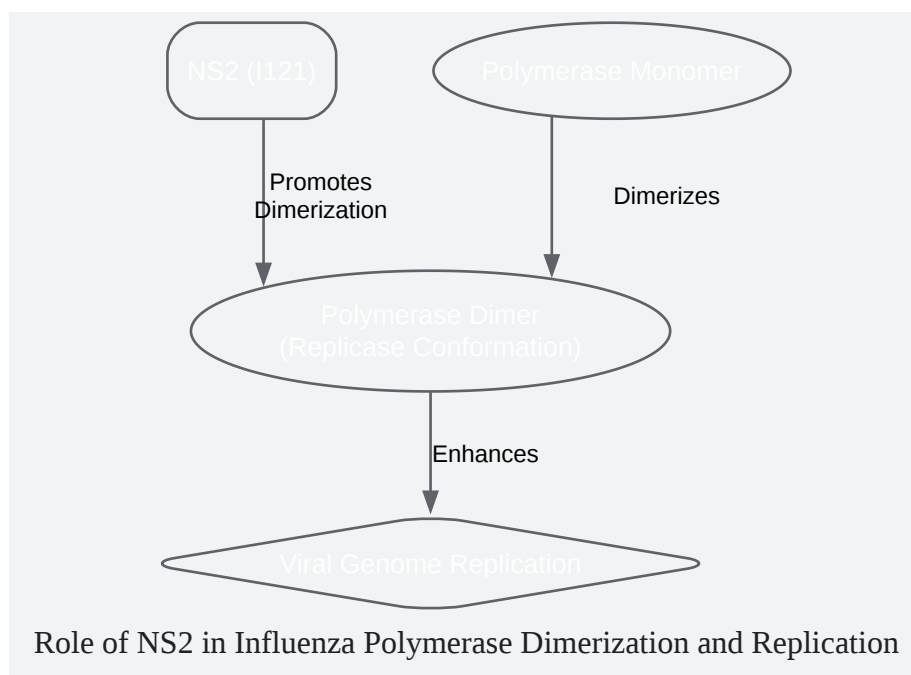 NS2 (I121)
Polymerase Monomer
Promotes
Dimerization
Dimerizes
Polymerase Dimer
(Replicase Conformation)
Enhances
Viral Genome Replication
Role of NS2 in Influenza Polymerase Dimerization and Replication